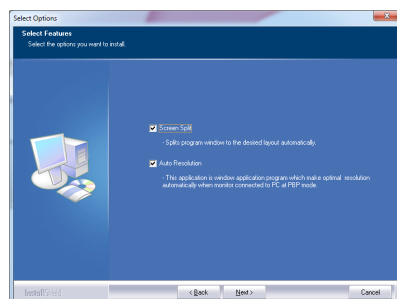 Select Options
Select Features
Select the options you want to install.
Screen Split
- Splits program window to the desired layout automatically.
Auto Resolution
- This application is window application program which make optimal resolution
automatically when monitor connected to PC at PBP mode.
InstallShield
< Back
Next >
Cancel